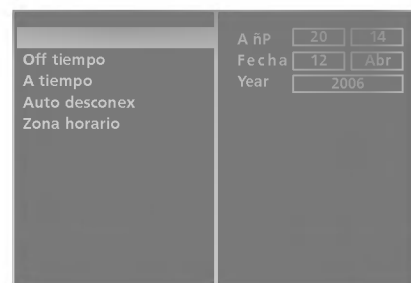 Off tiempo
A tiempo
Auto desconex
Zona horario
A ñP 20 14
Fecha 12 Abr
Year 2006